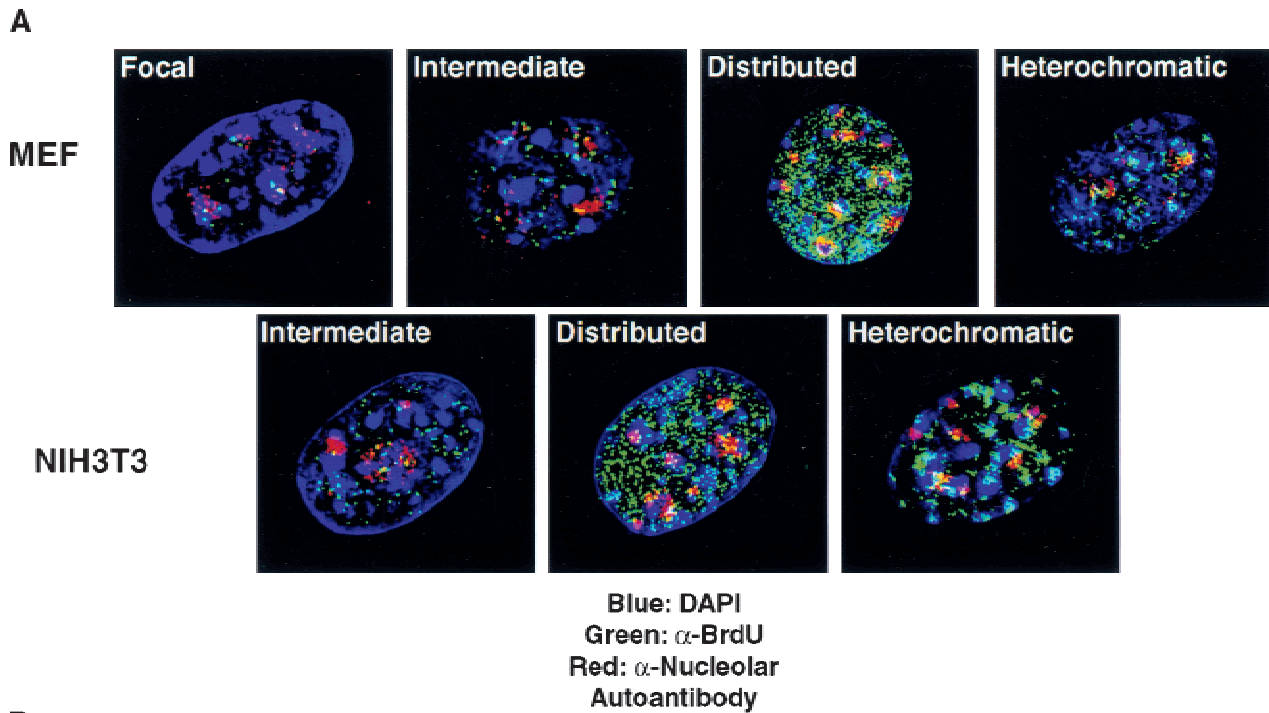 A
MEF
Focal
Intermediate
Distributed
Heterochromatic
NIH3T3
Intermediate
Distributed
Heterochromatic
Blue: DAPI
Green: α-BrdU
Red: α-Nucleolar
Autoantibody